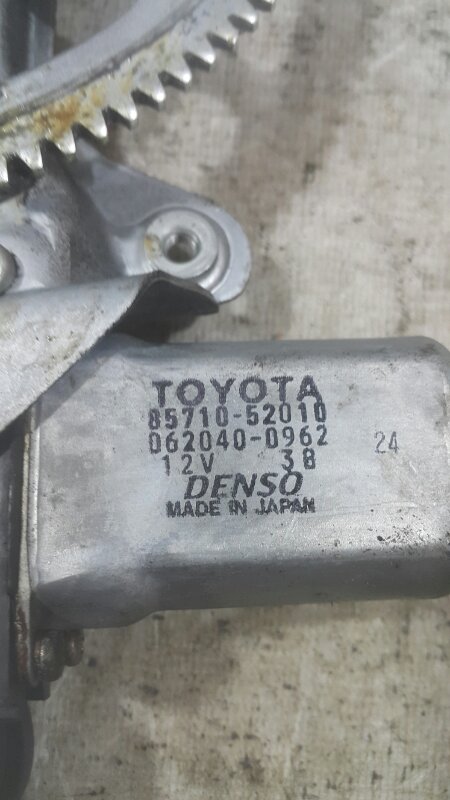 TOYOTA
85710-52010
062040-0962
12V 38
24
DENSO
MADE IN JAPAN